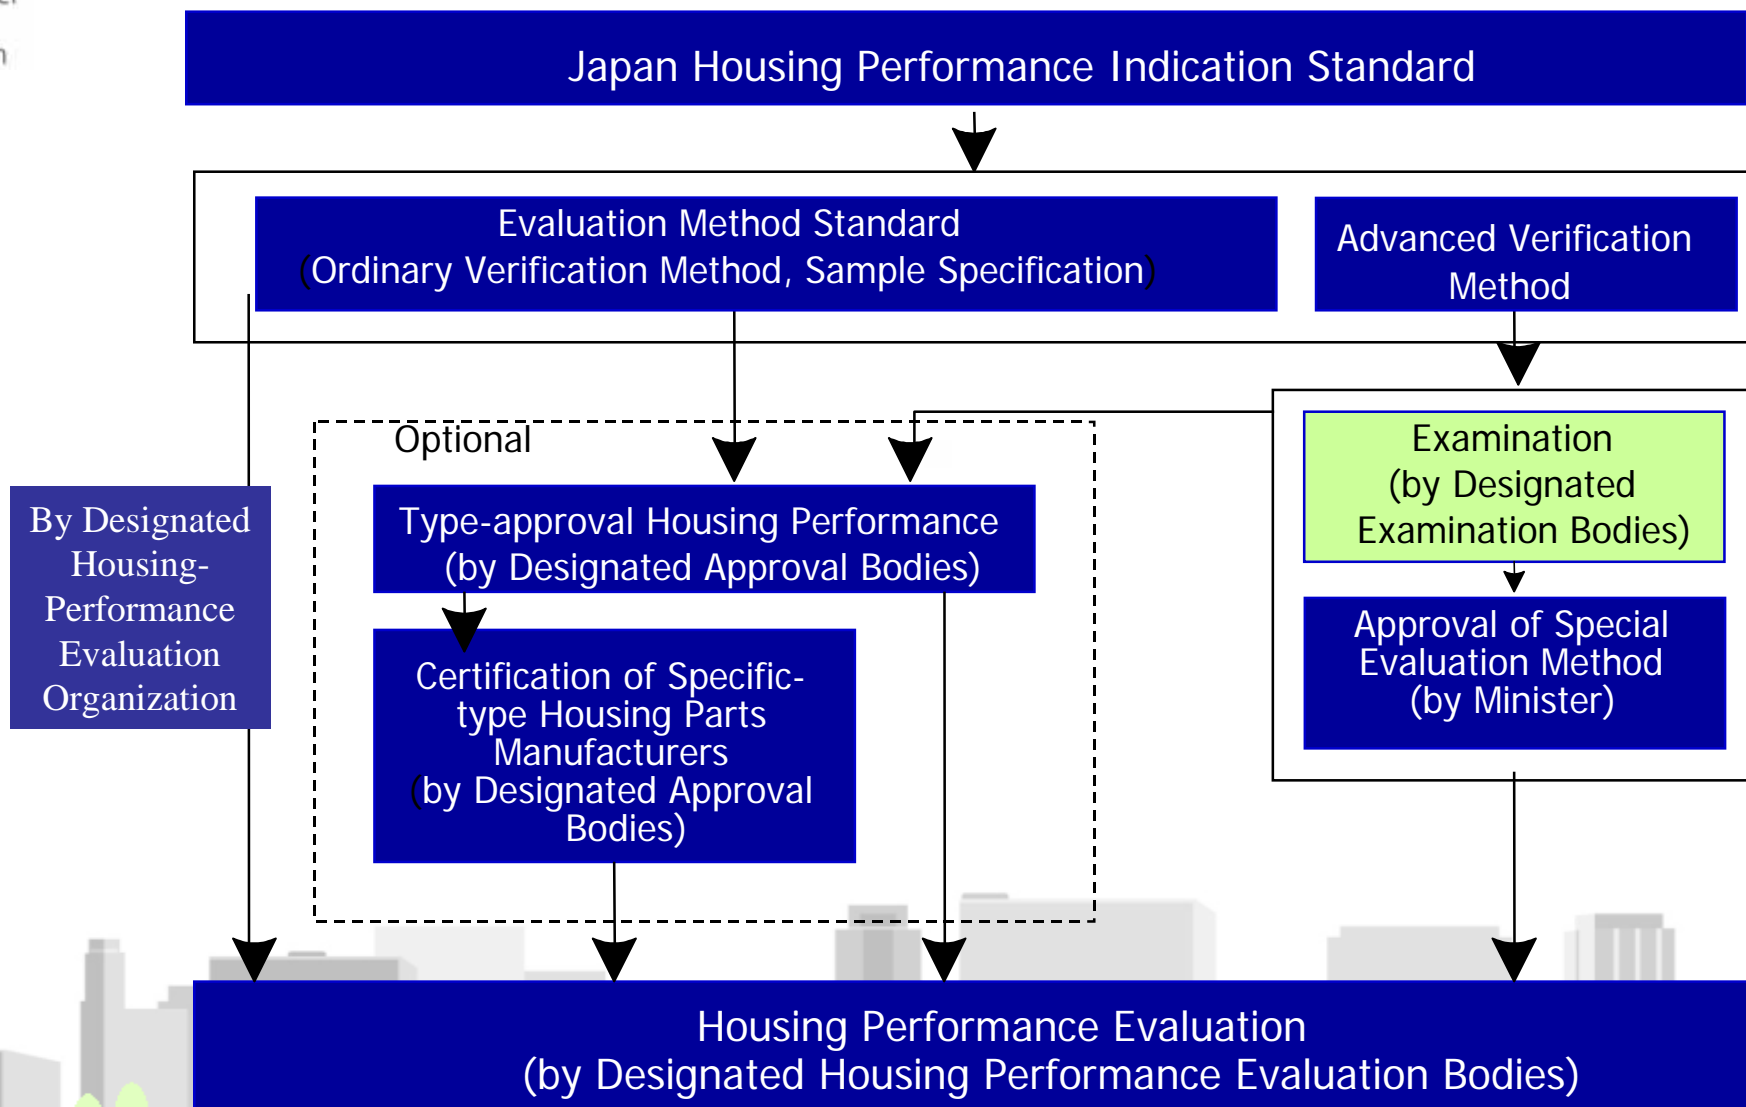 Japan Housing Performance Indication Standard
Evaluation Method Standard
(Ordinary Verification Method, Sample Specification)
Advanced Verification
Method
Optional
Examination
(by Designated
Examination Bodies)
By Designated
Housing-
Performance
Evaluation
Organization
Type-approval Housing Performance
(by Designated Approval Bodies)
Approval of Special
Evaluation Method
(by Minister)
Certification of Specific-
type Housing Parts
Manufacturers
(by Designated Approval
Bodies)
Housing Performance Evaluation
(by Designated Housing Performance Evaluation Bodies)